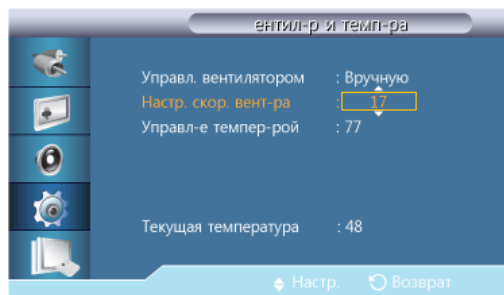 ентил-р и темп-ра
Управл. вентилятором : Вручную
Настр. скор. вент-ра : 17
Управл-е темпер-рой : 77
Текущая температура : 48
Настр. Возврат